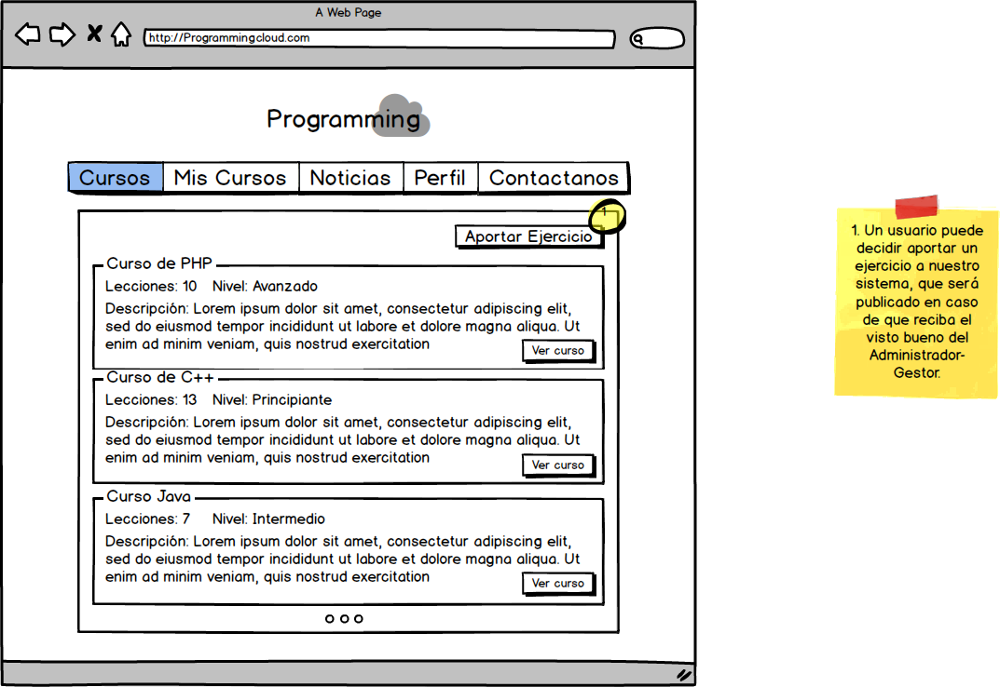 A Web Page
http://Programmingcloud.com
Programming
Cursos Mis Cursos Noticias Perfil Contactanos
1
Aportar Ejercicio
Curso de PHP
Lecciones: 10 Nivel: Avanzado
Descripción: Lorem ipsum dolor sit amet, consectetur adipiscing elit,
sed do eiusmod tempor incididunt ut labore et dolore magna aliqua. Ut
enim ad minim veniam, quis nostrud exercitation
Ver curso
Curso de C++
Lecciones: 13 Nivel: Principiante
Descripción: Lorem ipsum dolor sit amet, consectetur adipiscing elit,
sed do eiusmod tempor incididunt ut labore et dolore magna aliqua. Ut
enim ad minim veniam, quis nostrud exercitation
Ver curso
Curso Java
Lecciones: 7 Nivel: Intermedio
Descripción: Lorem ipsum dolor sit amet, consectetur adipiscing elit,
sed do eiusmod tempor incididunt ut labore et dolore magna aliqua. Ut
enim ad minim veniam, quis nostrud exercitation
Ver curso
1. Un usuario puede
decidir aportar un
ejercicio a nuestro
sistema, que será
publicado en caso
de que reciba el
visto bueno del
Administrador-
Gestor.